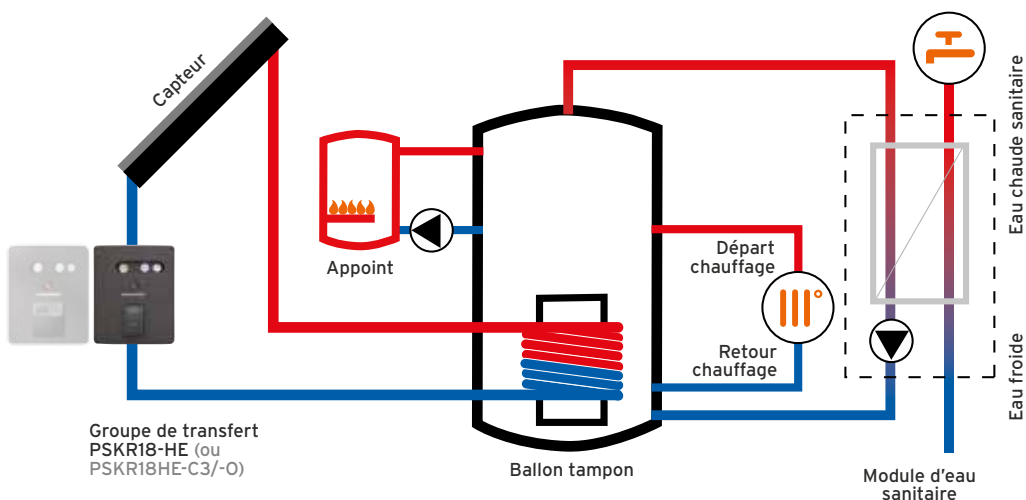 Capteur
Appoint
Départ
chauffage
Retour
chauffage
Eau chaude sanitaire
Eau froide
Groupe de transfert
PSKR18-HE (ou
PSKR18HE-C3/-O)
Ballon tampon
Module d'eau
sanitaire